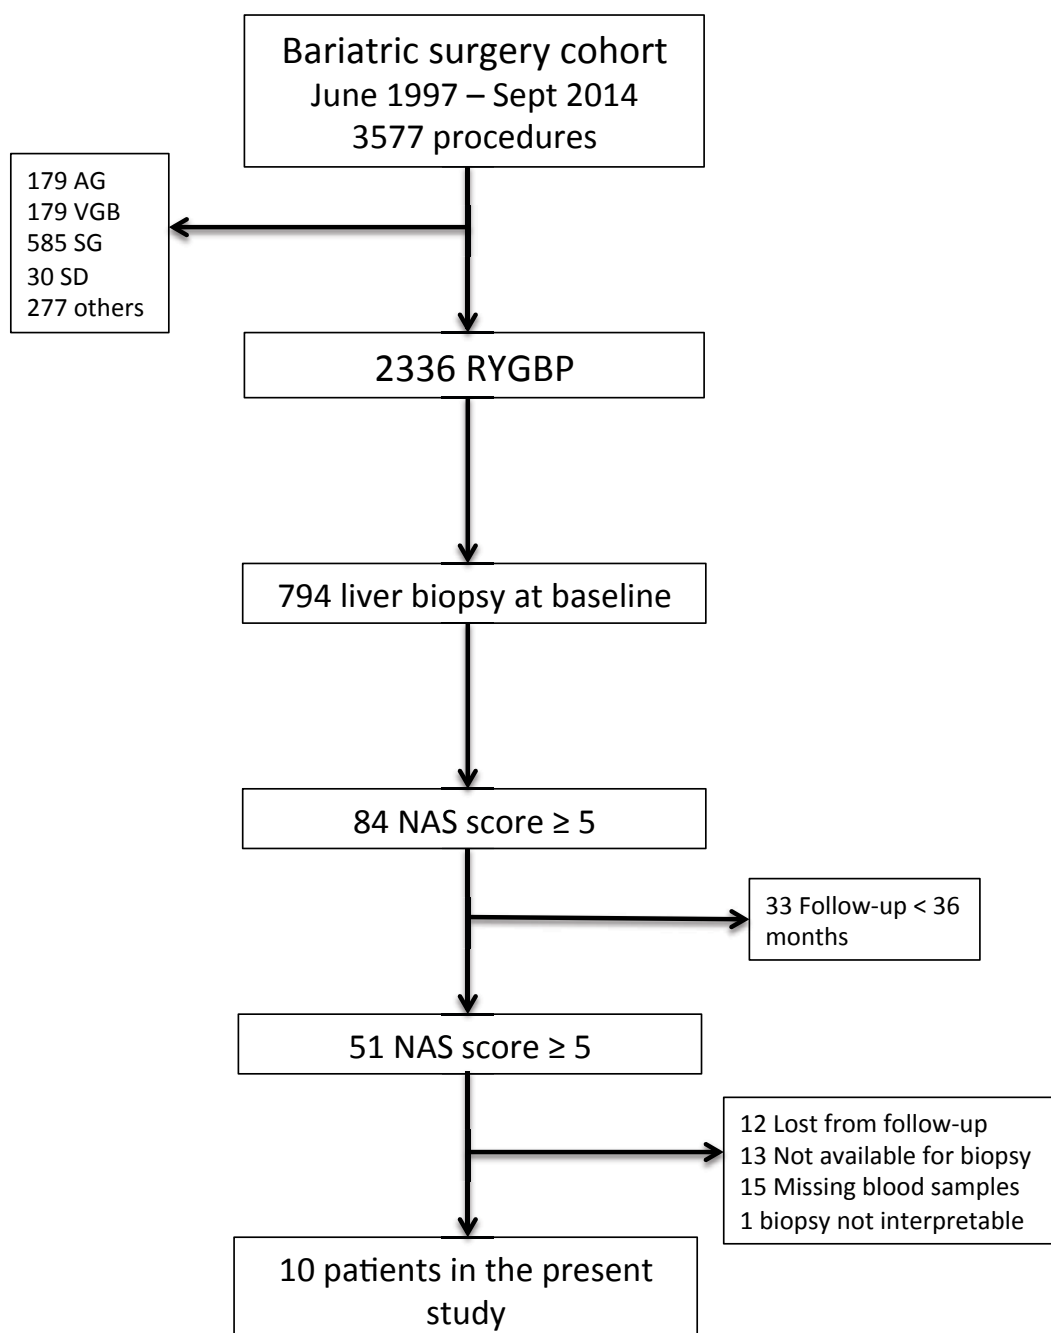 Bariatric surgery cohort
June 1997 – Sept 2014
3577 procedures
179 AG
179 VGB
585 SG
30 SD
277 others
2336 RYGBP
794 liver biopsy at baseline
84 NAS score ≥ 5
33 Follow-up < 36
months
51 NAS score ≥ 5
12 Lost from follow-up
13 Not available for biopsy
15 Missing blood samples
1 biopsy not interpretable
10 patients in the present
study